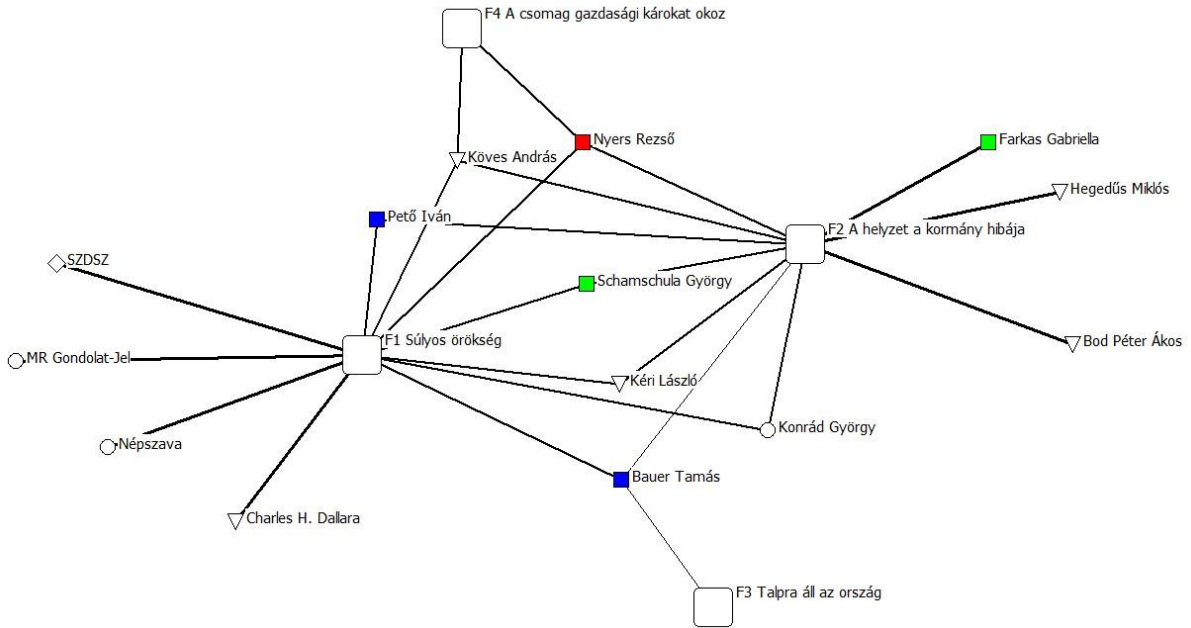 F4 A csomag gazdasági károkat okoz
Nyers Rezső
Farkas Gabriella
Köves András
Hegedűs Miklós
Pető Iván
F2 A helyzet a kormány hibája
SZDSZ
Schamschula György
F1 Súlyos örökség
Bod Péter Ákos
MR Gondolat-Jel
Kéri László
Konrád György
Népszava
Bauer Tamás
Charles H. Dallara
F3 Talpra áll az ország